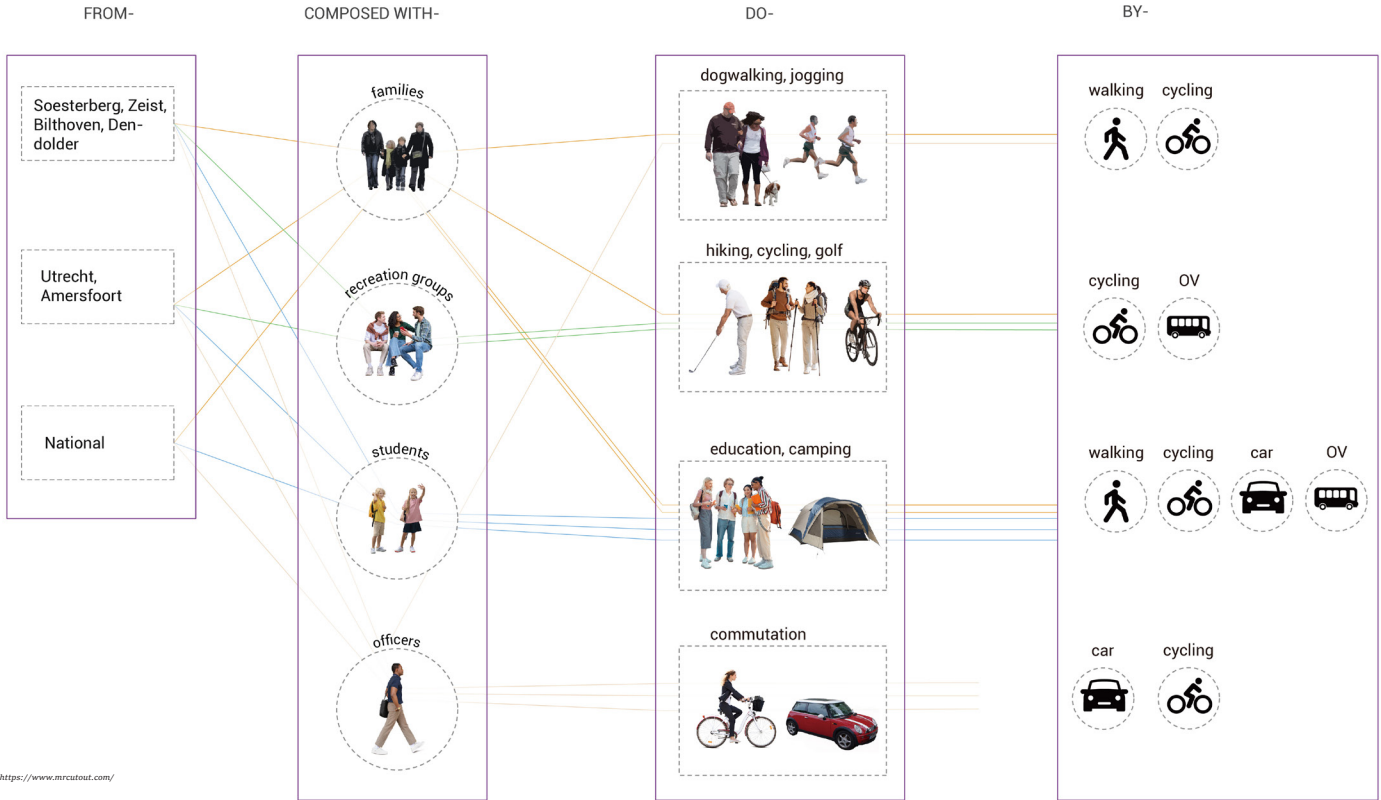 FROM-
COMPOSED WITH-
DO-
BY-
Soesterberg, Zeist,
Bilthoven, Den-
dolder
Utrecht,
Amersfoort
National
families
recreation groups
students
officers
dogwalking, jogging
hiking, cycling, golf
education, camping
commutation
walking
cycling
cycling
OV
walking
cycling
car
OV
car
cycling
https://www.mrcutout.com/